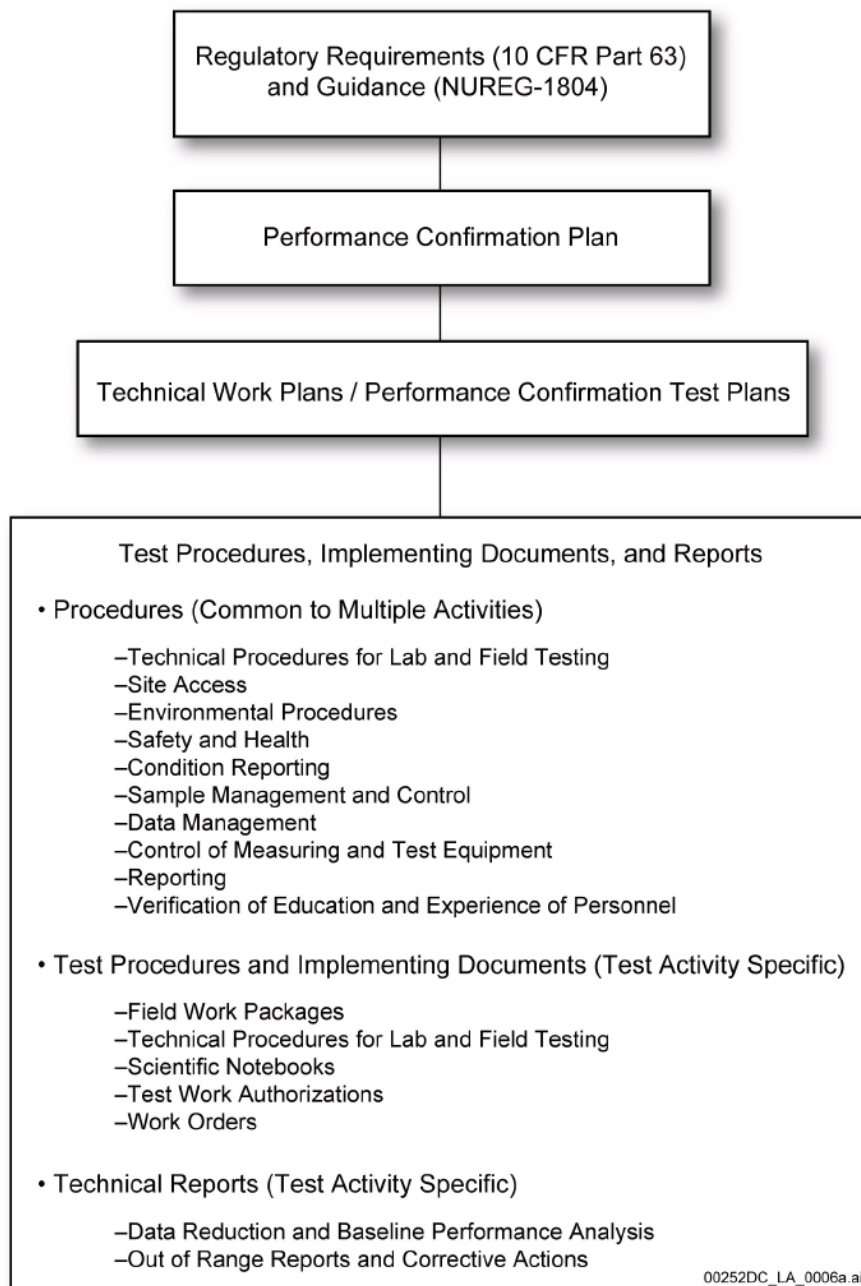 Regulatory Requirements (10 CFR Part 63)
and Guidance (NUREG-1804)
Performance Confirmation Plan
Technical Work Plans / Performance Confirmation Test Plans
Test Procedures, Implementing Documents, and Reports
• Procedures (Common to Multiple Activities)
–Technical Procedures for Lab and Field Testing
–Site Access
–Environmental Procedures
–Safety and Health
–Condition Reporting
–Sample Management and Control
–Data Management
–Control of Measuring and Test Equipment
–Reporting
–Verification of Education and Experience of Personnel
• Test Procedures and Implementing Documents (Test Activity Specific)
–Field Work Packages
–Technical Procedures for Lab and Field Testing
–Scientific Notebooks
–Test Work Authorizations
–Work Orders
• Technical Reports (Test Activity Specific)
–Data Reduction and Baseline Performance Analysis
–Out of Range Reports and Corrective Actions
00252DC_LA_0006a.ai